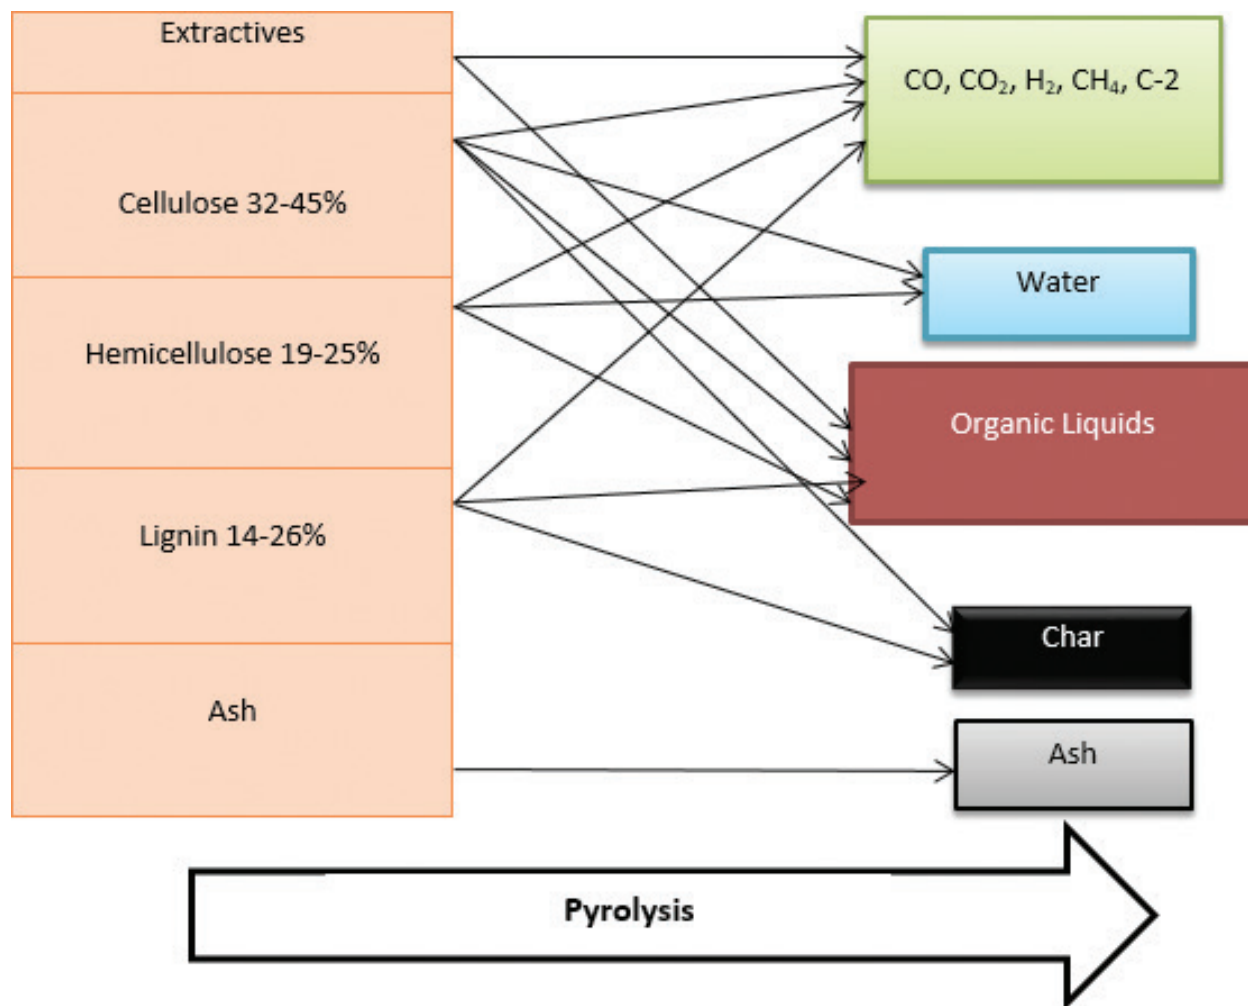 Extractives
Cellulose 32-45%
Hemicellulose 19-25%
Lignin 14-26%
Ash
CO, CO₂, H₂, CH₄, C-2
Water
Organic Liquids
Char
Ash
Pyrolysis